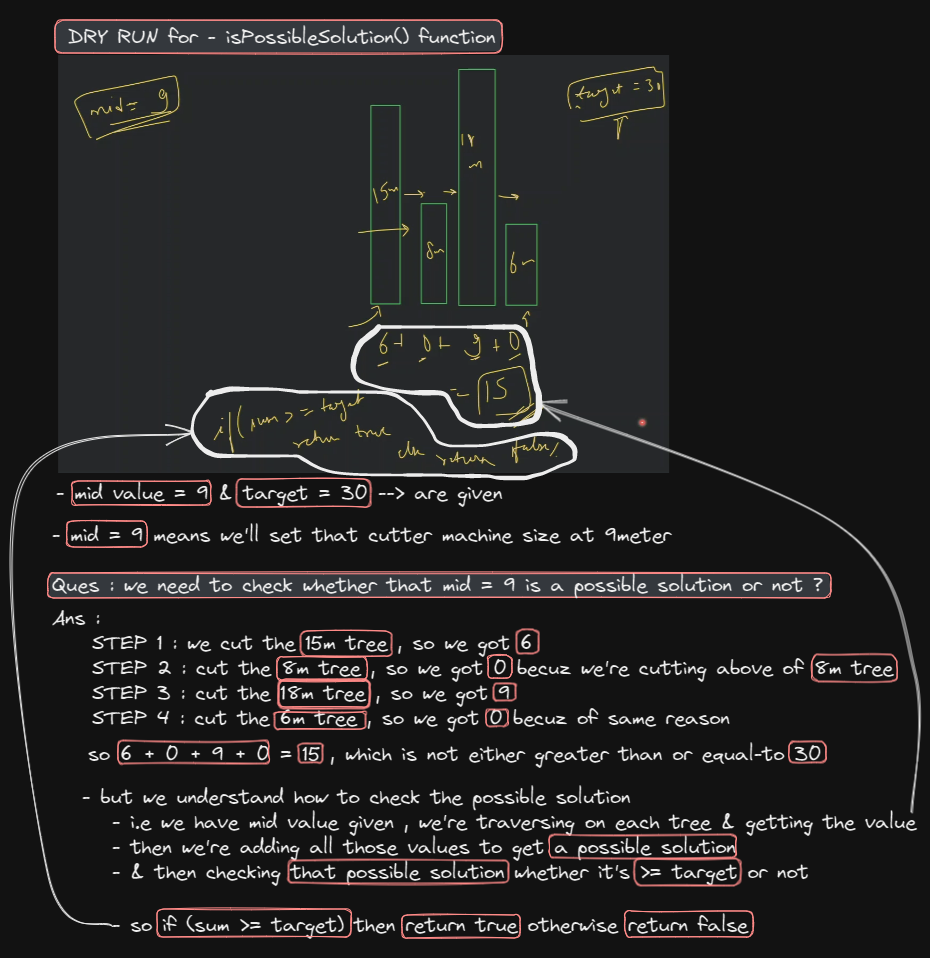 DRY RUN for - isPossibleSolution() function
mid = 9
target = 30
15m
8m
18
m
6m
6 + 0 + 9 + 0
= 15
if (sum >= target
return true
else return false;
- mid value = 9 & target = 30 --> are given
- mid = 9 means we'll set that cutter machine size at 9meter
Ques : we need to check whether that mid = 9 is a possible solution or not ?
Ans :
STEP 1 : we cut the 15m tree , so we got 6
STEP 2 : cut the 8m tree , so we got 0 becuz we're cutting above of 8m tree
STEP 3 : cut the 18m tree , so we got 9
STEP 4 : cut the 6m tree , so we got 0 becuz of same reason
so 6 + 0 + 9 + 0 = 15 , which is not either greater than or equal-to 30
- but we understand how to check the possible solution
- i.e we have mid value given , we're traversing on each tree & getting the value
- then we're adding all those values to get a possible solution
- & then checking that possible solution whether it's >= target or not
- so if (sum >= target) then return true otherwise return false